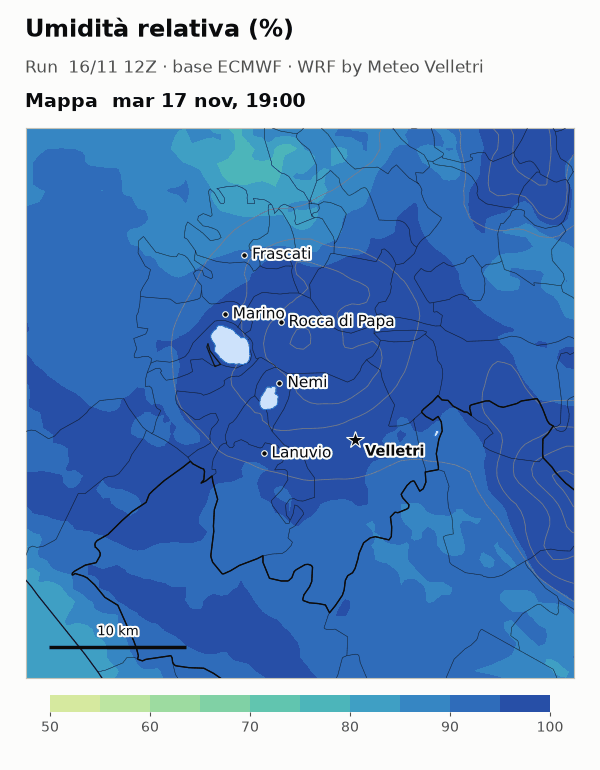 Umidità relativa (%)
Run  16/11 12Z · base ECMWF · WRF by Meteo Velletri
Mappa  mar 17 nov, 19:00
Frascati
Marino
Rocca di Papa
Nemi
Velletri
Lanuvio
10 km
50 60 70 80 90 100